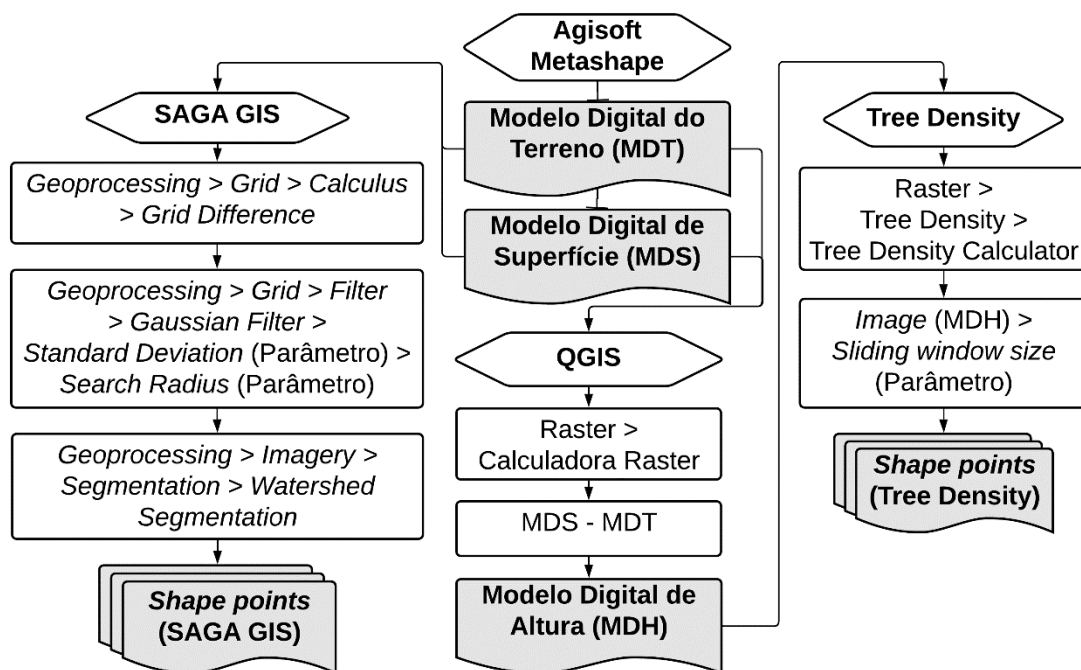 Agisoft
Metashape
Modelo Digital do
Terreno (MDT)
Modelo Digital de
Superfície (MDS)
SAGA GIS
Geoprocessing > Grid > Calculus
> Grid Difference
Geoprocessing > Grid > Filter
> Gaussian Filter >
Standard Deviation (Parâmetro) >
Search Radius (Parâmetro)
Geoprocessing > Imagery >
Segmentation > Watershed
Segmentation
Shape points
(SAGA GIS)
QGIS
Raster >
Calculadora Raster
MDS - MDT
Modelo Digital de
Altura (MDH)
Tree Density
Raster >
Tree Density >
Tree Density Calculator
Image (MDH) >
Sliding window size
(Parâmetro)
Shape points
(Tree Density)